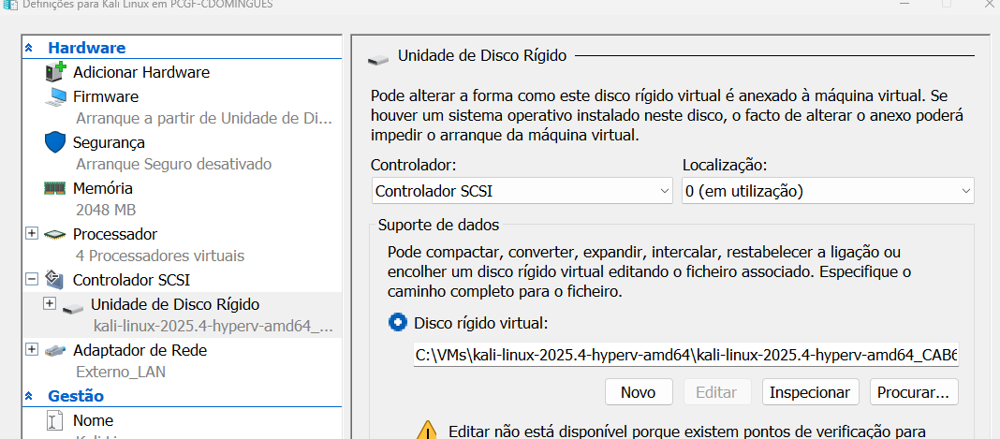 Definições para Kali Linux em PCGF-CDOMINGUES
Hardware
Adicionar Hardware
Firmware
Arranque a partir de Unidade de Di...
Segurança
Arranque Seguro desativado
Memória
2048 MB
Processador
4 Processadores virtuais
Controlador SCSI
Unidade de Disco Rígido
kali-linux-2025.4-hyperv-amd64_...
Adaptador de Rede
Externo_LAN
Gestão
Nome
Unidade de Disco Rígido
Pode alterar a forma como este disco rígido virtual é anexado à máquina virtual. Se
houver um sistema operativo instalado neste disco, o facto de alterar o anexo poderá
impedir o arranque da máquina virtual.
Controlador:
Localização:
Controlador SCSI
0 (em utilização)
Suporte de dados
Pode compactar, converter, expandir, intercalar, restabelecer a ligação ou
encolher um disco rígido virtual editando o ficheiro associado. Especifique o
caminho completo para o ficheiro.
Disco rígido virtual:
C:\VMs\kali-linux-2025.4-hyperv-amd64\kali-linux-2025.4-hyperv-amd64_CAB6
Novo
Editar
Inspecionar
Procurar...
Editar não está disponível porque existem pontos de verificação para